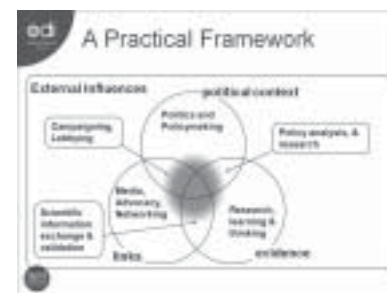 odi
A Practical Framework
External Influences
political context
Politics and
Policymaking
Campaigning,
Lobbying
Policy analysis, &
research
Media,
Advocacy,
Networking
Research,
learning &
thinking
Scientific
information
exchange &
validation
links
evidence